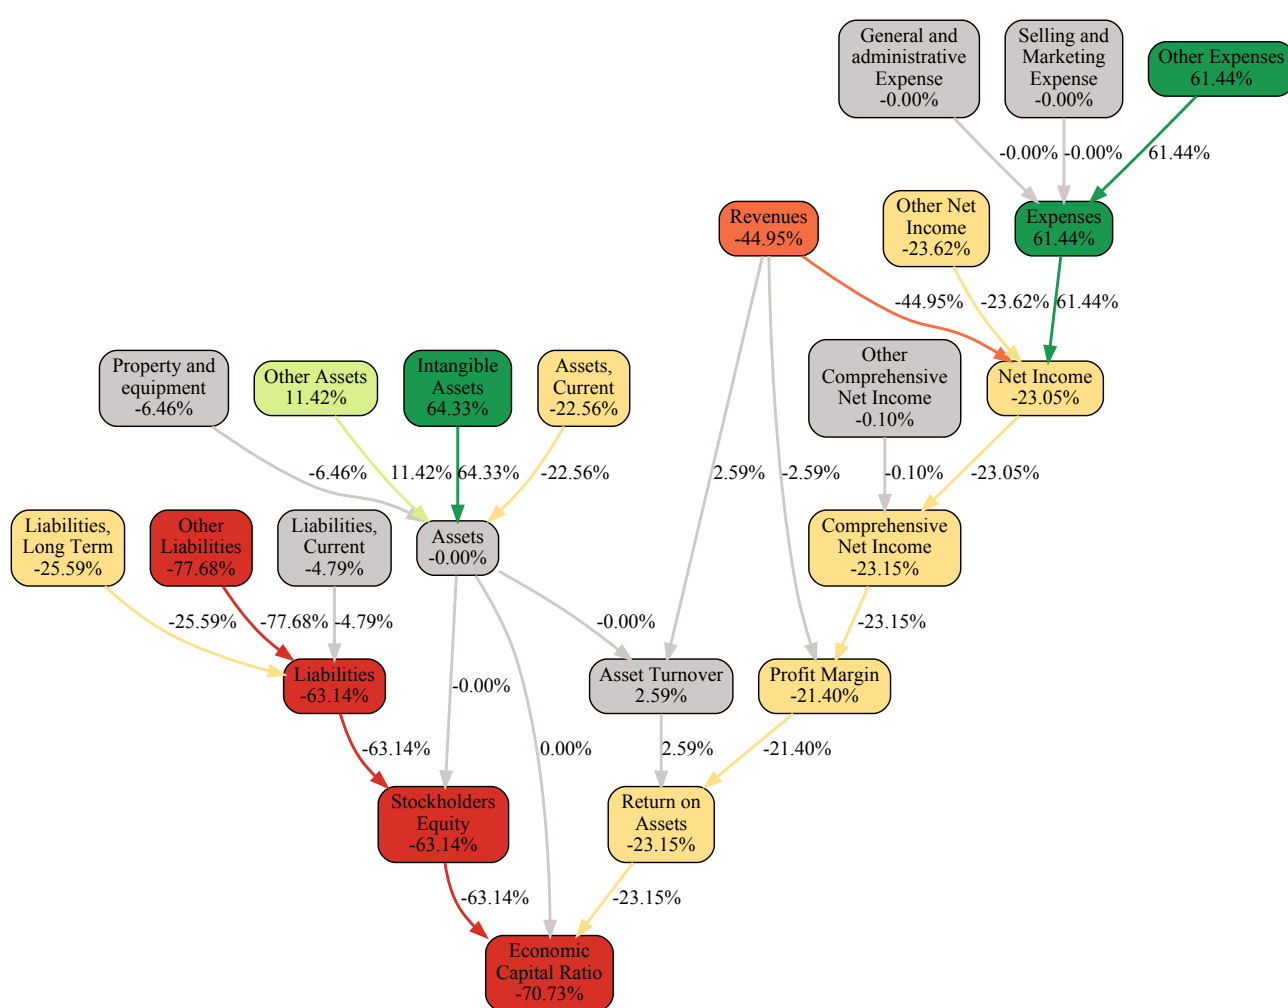 General and
administrative
Expense
-0.00%
Selling and
Marketing
Expense
-0.00%
Other Expenses
61.44%
-0.00%
-0.00%
61.44%
Revenues
-44.95%
Other Net
Income
-23.62%
Expenses
61.44%
-44.95%
-23.62%
61.44%
Property and
equipment
-6.46%
Other Assets
11.42%
Intangible
Assets
64.33%
Assets,
Current
-22.56%
Other
Comprehensive
Net Income
-0.10%
Net Income
-23.05%
-6.46%
11.42%
64.33%
-22.56%
2.59%
-2.59%
-0.10%
-23.05%
Liabilities,
Long Term
-25.59%
Other
Liabilities
-77.68%
Liabilities,
Current
-4.79%
Assets
-0.00%
Comprehensive
Net Income
-23.15%
-25.59%
-77.68%
-4.79%
-0.00%
-23.15%
Liabilities
-63.14%
-0.00%
Asset Turnover
2.59%
Profit Margin
-21.40%
-63.14%
0.00%
2.59%
-21.40%
Stockholders
Equity
-63.14%
Return on
Assets
-23.15%
-63.14%
-23.15%
Economic
Capital Ratio
-70.73%